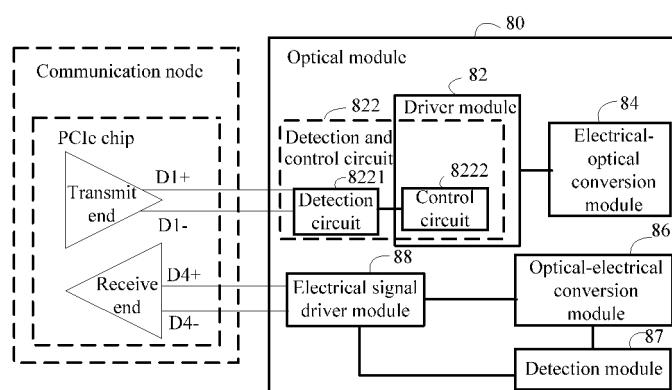 80
Communication node
Optical module
82
822
Driver module
84
PCIe chip
Detection and
control circuit
8221
8222
Electrical-
optical
conversion
module
D1+
Transmit
end
Detection
circuit
Control
circuit
D1-
86
D4+
88
Receive
end
Electrical signal
driver module
Optical-electrical
conversion
module
D4-
87
Detection module